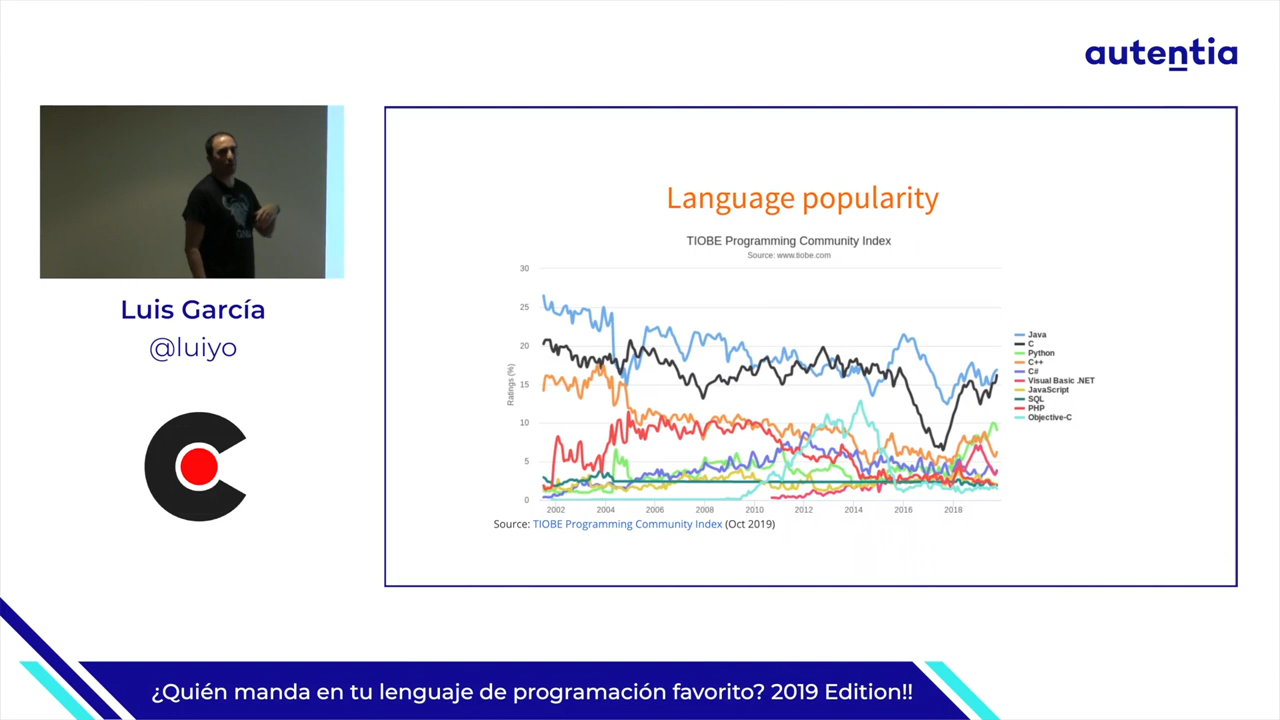 autentia
Luis García
@luiyo
Language popularity
TIOBE Programming Community Index
Source: www.tiobe.com
Ratings (%)
30
25
20
15
10
5
0
2002 2004 2006 2008 2010 2012 2014 2016 2018
Java
C
Python
C++
C#
Visual Basic .NET
JavaScript
SQL
PHP
Objective-C
Source: TIOBE Programming Community Index (Oct 2019)
¿Quién manda en tu lenguaje de programación favorito? 2019 Edition!!